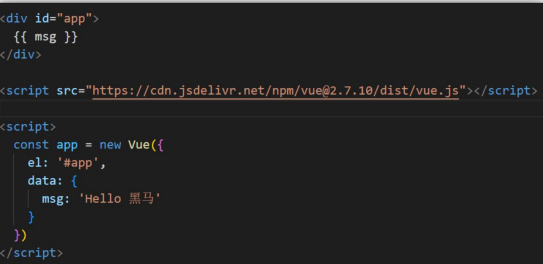 <div id="app">
  {{ msg }}
</div>
<script src="https://cdn.jsdelivr.net/npm/vue@2.7.10/dist/vue.js"></script>
<script>
  const app = new Vue({
    el: '#app',
    data: {
      msg: 'Hello 黑马'
    }
  })
</script>